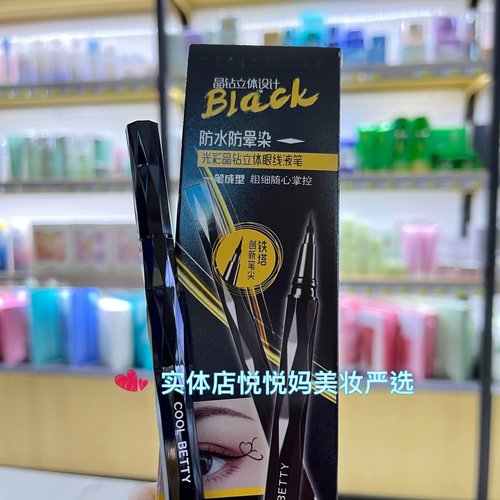 晶钻立体设计
Black
防水防晕染
光彩晶钻立体眼线液笔
一笔成型 粗细随心掌控
铁塔
创新笔尖
实体店悦悦妈美妆严选
COOL BETTY
BETTY